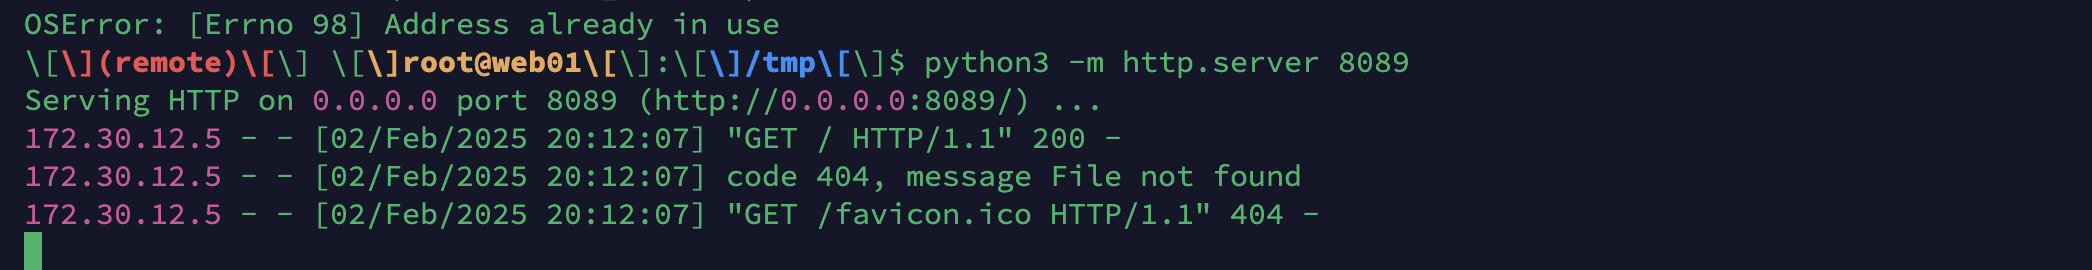 OSError: [Errno 98] Address already in use
\[\](remote)\[\] \[\]root@web01\[\]:\[\]/tmp\[\]$ python3 -m http.server 8089
Serving HTTP on 0.0.0.0 port 8089 (http://0.0.0.0:8089/) ...
172.30.12.5 - - [02/Feb/2025 20:12:07] "GET / HTTP/1.1" 200 -
172.30.12.5 - - [02/Feb/2025 20:12:07] code 404, message File not found
172.30.12.5 - - [02/Feb/2025 20:12:07] "GET /favicon.ico HTTP/1.1" 404 -